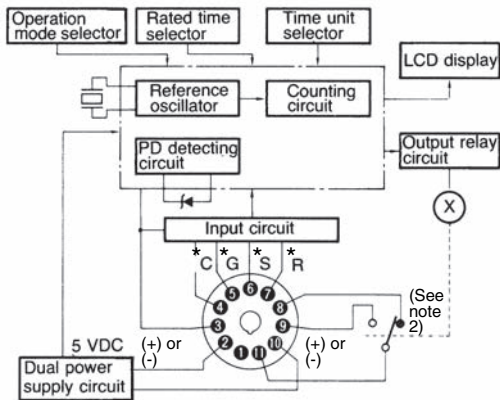 Operation
mode selector
Rated time
selector
Time unit
selector
LCD display
Reference
oscillator
Counting
circuit
PD detecting
circuit
Output relay
circuit
X
Input circuit
* C * G * S * R
6
5 7
4 8
3 9
2 10
1 11
(See
note
2)
5 VDC
(+) or
(-)
(+) or
(-)
Dual power
supply circuit